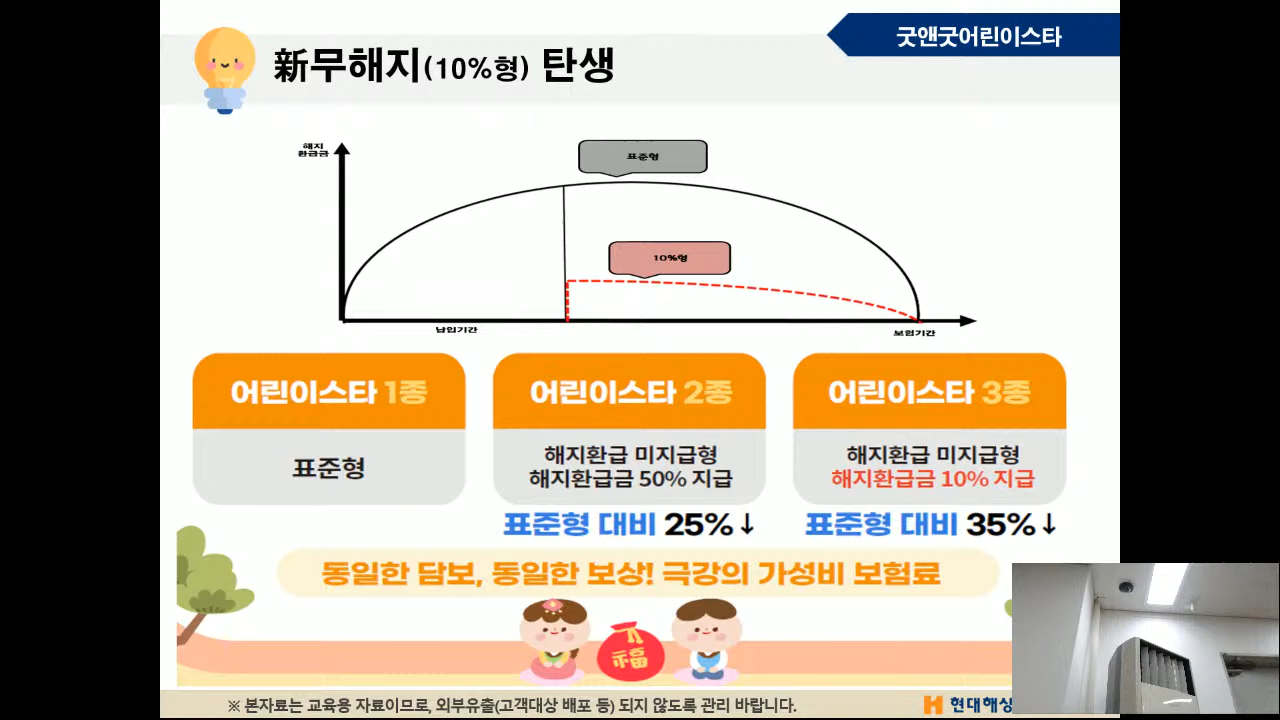 굿앤굿어린이스타
新무해지(10%형) 탄생
해지
환급금
표준형
10%형
납입기간
보험기간
어린이스타 1종
표준형
어린이스타 2종
해지환급 미지급형
해지환급금 50% 지급
표준형 대비 25%↓
어린이스타 3종
해지환급 미지급형
해지환급금 10% 지급
표준형 대비 35%↓
동일한 담보, 동일한 보상! 극강의 가성비 보험료
福
※ 본자료는 교육용 자료이므로, 외부유출(고객대상 배포 등) 되지 않도록 관리 바랍니다.
현대해상